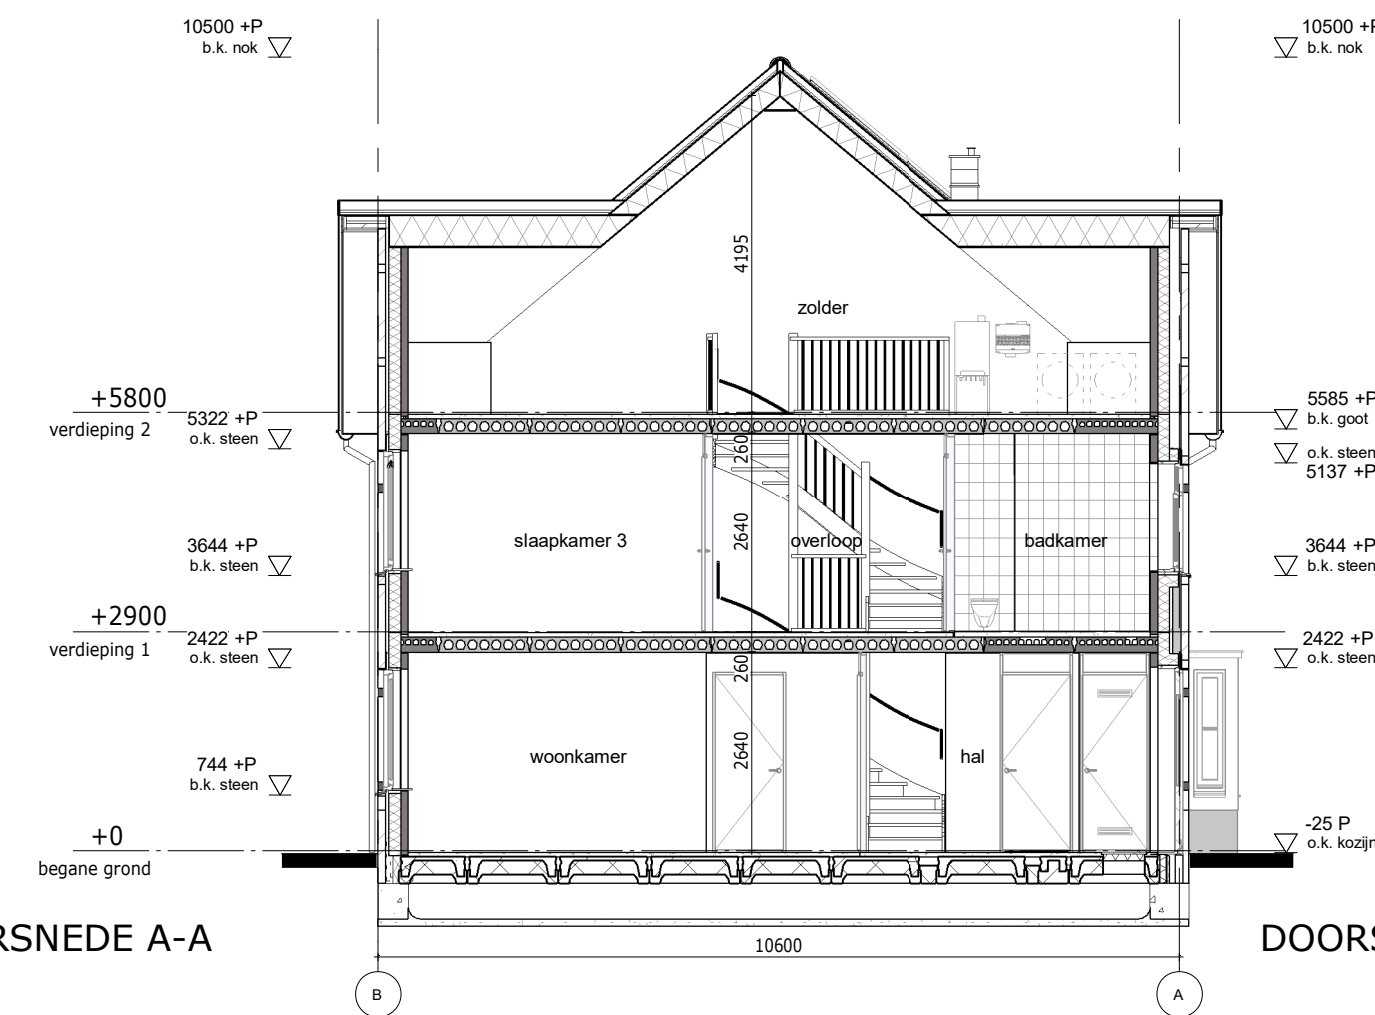 10500 +P
b.k. nok
10500 +P
b.k. nok
4195
zolder
+5800
verdieping 2
5322 +P
o.k. steen
5585 +P
b.k. goot
o.k. steen
5137 +P
260
slaapkamer 3
2640
overloop
badkamer
3644 +P
b.k. steen
3644 +P
b.k. steen
+2900
verdieping 1
2422 +P
o.k. steen
2422 +P
o.k. steen
260
woonkamer
2640
hal
744 +P
b.k. steen
+0
begane grond
-25 P
o.k. kozijn
RSNEDE A-A
10600
DOORS
B
A